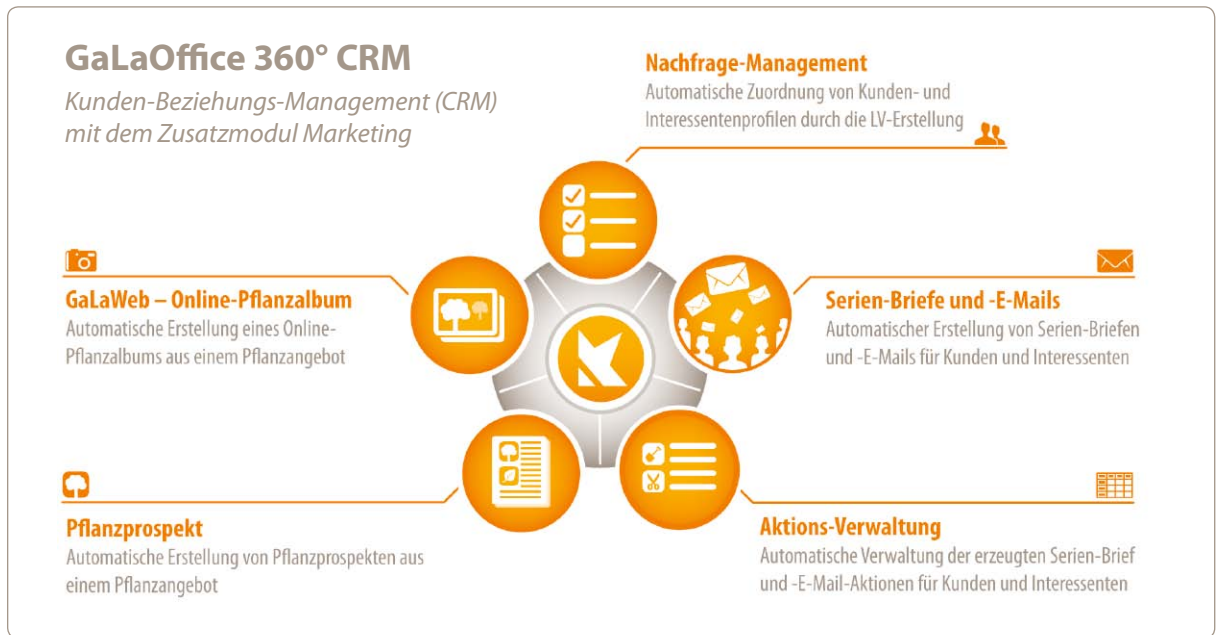 GaLaOffice 360° CRM
Kunden-Beziehungs-Management (CRM)
mit dem Zusatzmodul Marketing
Nachfrage-Management
Automatische Zuordnung von Kunden- und
Interessentenprofilen durch die LV-Erstellung
GaLaWeb – Online-Pflanzalbum
Automatische Erstellung eines Online-
Pflanzalbums aus einem Pflanzangebot
Serien-Briefe und -E-Mails
Automatischer Erstellung von Serien-Briefen
und -E-Mails für Kunden und Interessenten
Pflanzprospekt
Automatische Erstellung von Pflanzprospekten aus
einem Pflanzangebot
Aktions-Verwaltung
Automatische Verwaltung der erzeugten Serien-Brief
und -E-Mail-Aktionen für Kunden und Interessenten